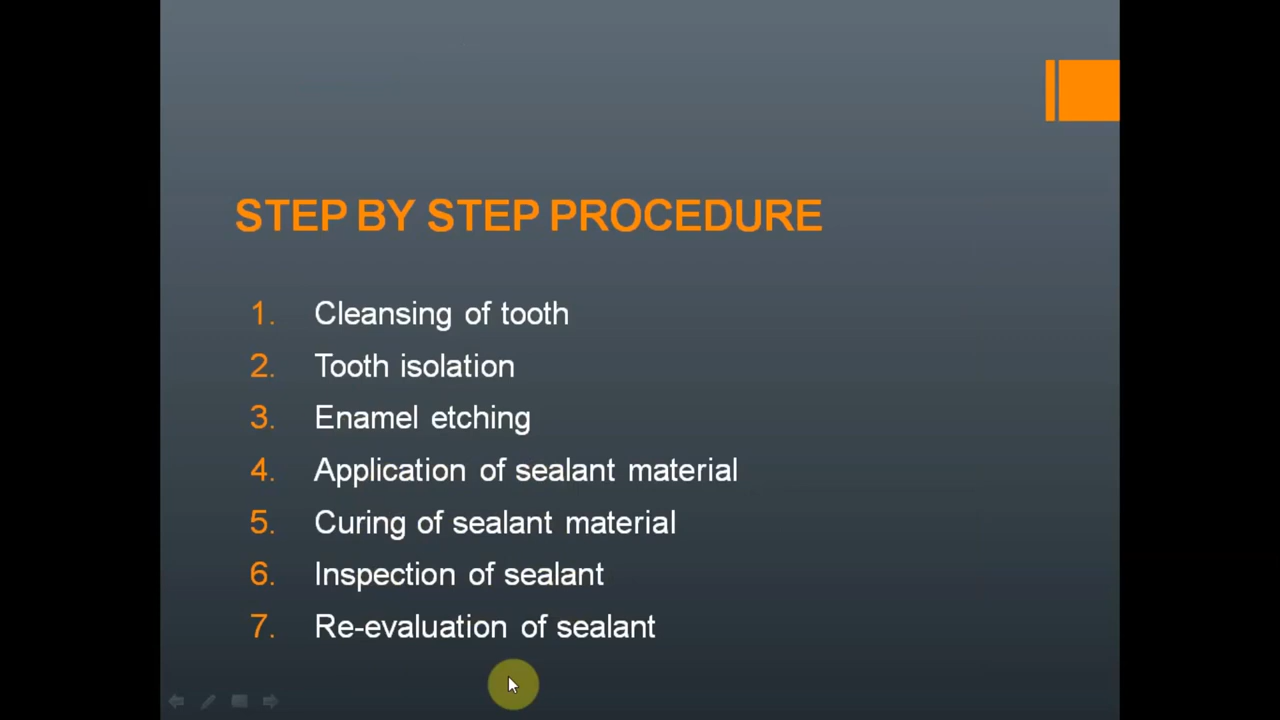 STEP BY STEP PROCEDURE
1. Cleansing of tooth
2. Tooth isolation
3. Enamel etching
4. Application of sealant material
5. Curing of sealant material
6. Inspection of sealant
7. Re-evaluation of sealant